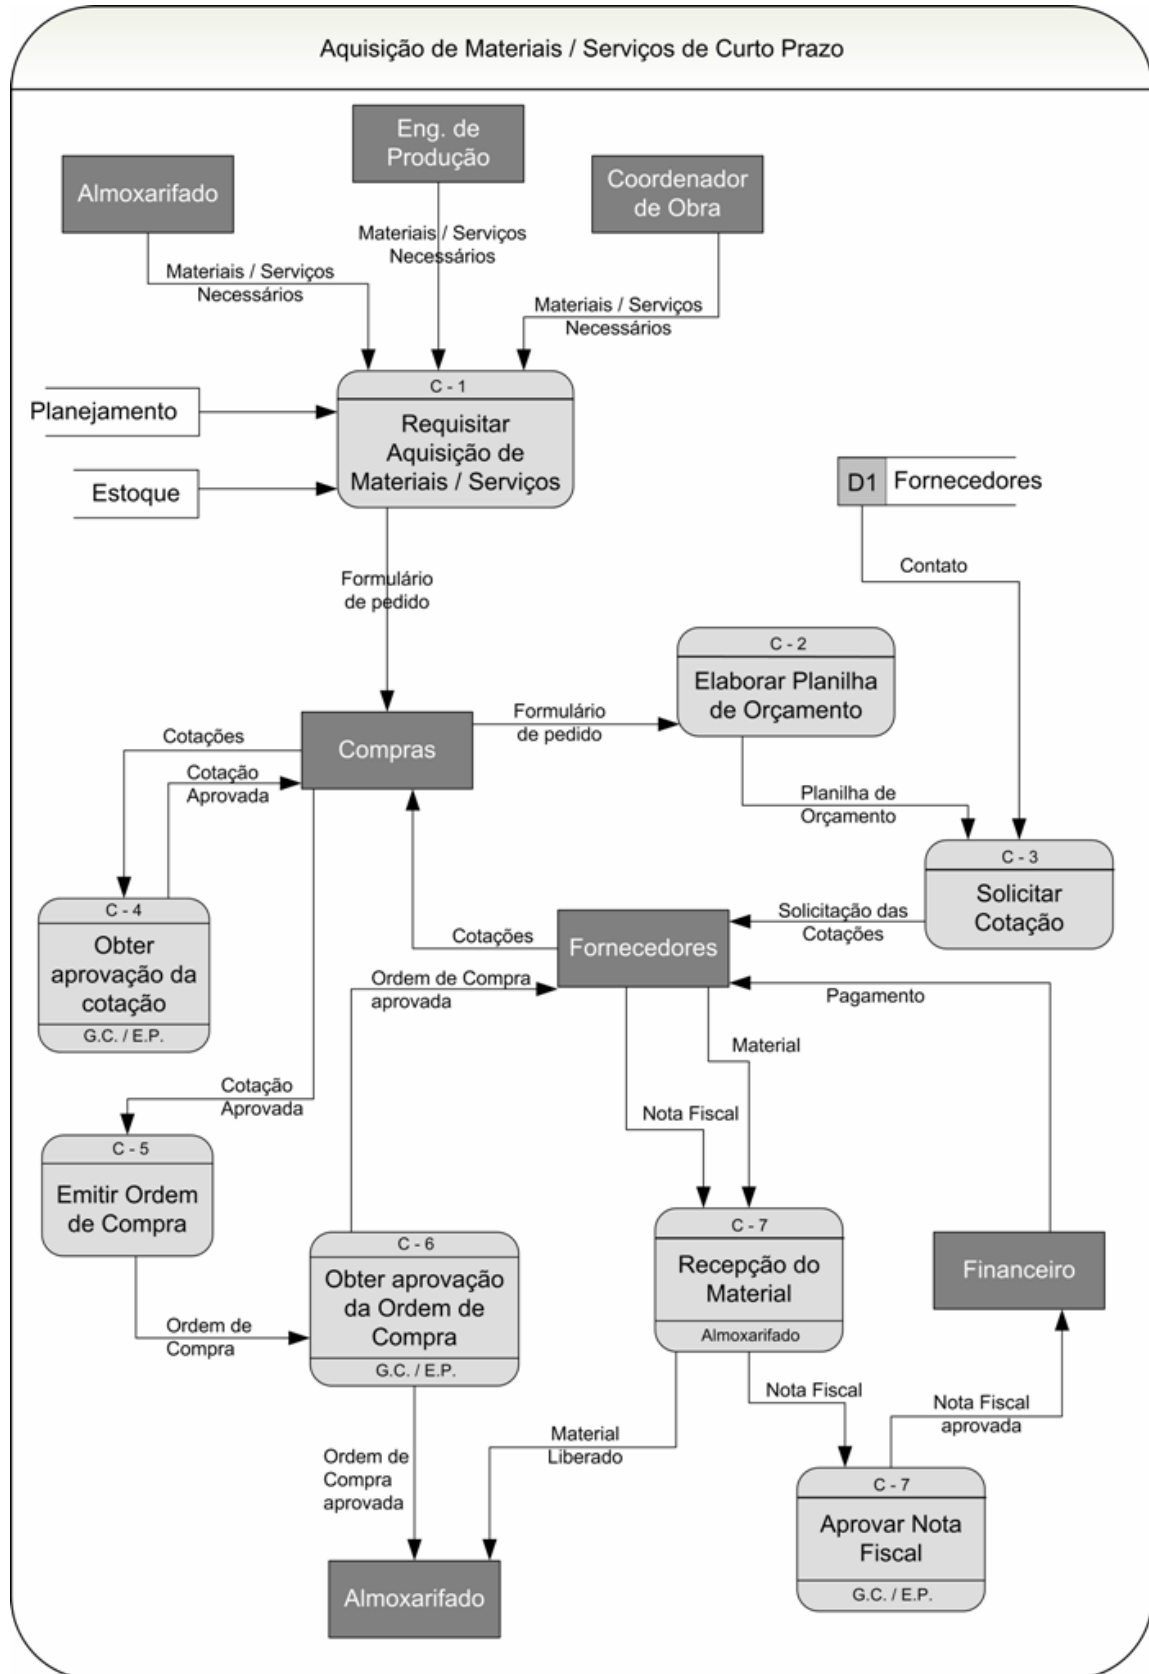 Aquisição de Materiais / Serviços de Curto Prazo
Eng. de
Produção
Almoxarifado
Coordenador
de Obra
Materiais / Serviços
Necessários
Materiais / Serviços
Necessários
Materiais / Serviços
Necessários
C - 1
Requisitar
Aquisição de
Materiais / Serviços
Planejamento
Estoque
D1 Fornecedores
Contato
Formulário
de pedido
C - 2
Elaborar Planilha
de Orçamento
Formulário
de pedido
Compras
Cotações
Cotação
Aprovada
Planilha de
Orçamento
C - 3
Solicitar
Cotação
C - 4
Obter
aprovação da
cotação
G.C. / E.P.
Solicitação das
Cotações
Fornecedores
Cotações
Ordem de Compra
aprovada
Pagamento
Material
Cotação
Aprovada
Nota Fiscal
C - 5
Emitir Ordem
de Compra
C - 6
Obter aprovação
da Ordem de
Compra
G.C. / E.P.
C - 7
Recepção do
Material
Almoxarifado
Financeiro
Ordem de
Compra
Nota Fiscal
Nota Fiscal
aprovada
Material
Liberado
Ordem de
Compra
aprovada
C - 7
Aprovar Nota
Fiscal
G.C. / E.P.
Almoxarifado